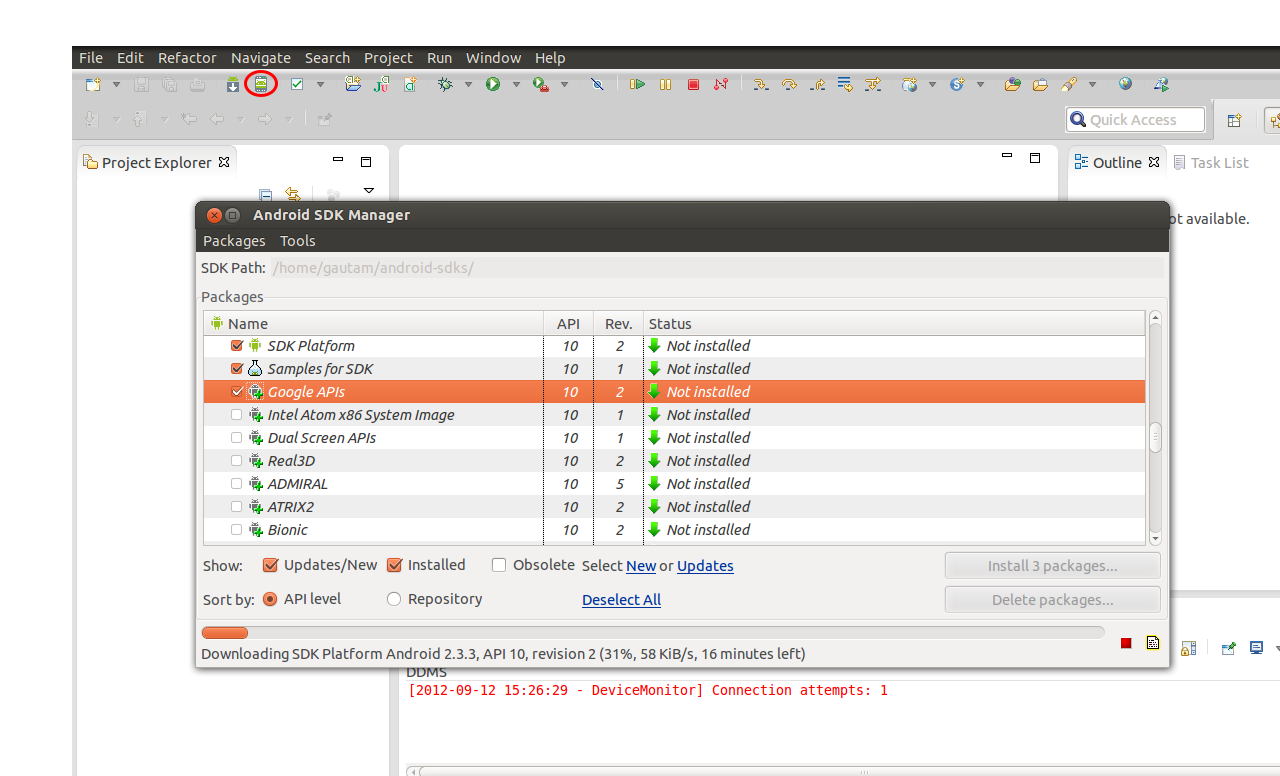 File Edit Refactor Navigate Search Project Run Window Help
Quick Access
Project Explorer
Outline Task List
ot available.
Android SDK Manager
Packages Tools
SDK Path: /home/gautam/android-sdks/
Packages
Name API Rev. Status
SDK Platform 10 2 Not installed
Samples for SDK 10 1 Not installed
Google APIs 10 2 Not installed
Intel Atom x86 System Image 10 1 Not installed
Dual Screen APIs 10 1 Not installed
Real3D 10 2 Not installed
ADMIRAL 10 5 Not installed
ATRIX2 10 2 Not installed
Bionic 10 2 Not installed
Show: Updates/New Installed Obsolete Select New or Updates Install 3 packages...
Sort by: API level Repository Deselect All Delete packages...
Downloading SDK Platform Android 2.3.3, API 10, revision 2 (31%, 58 KiB/s, 16 minutes left)
DDMS
[2012-09-12 15:26:29 - DeviceMonitor] Connection attempts: 1